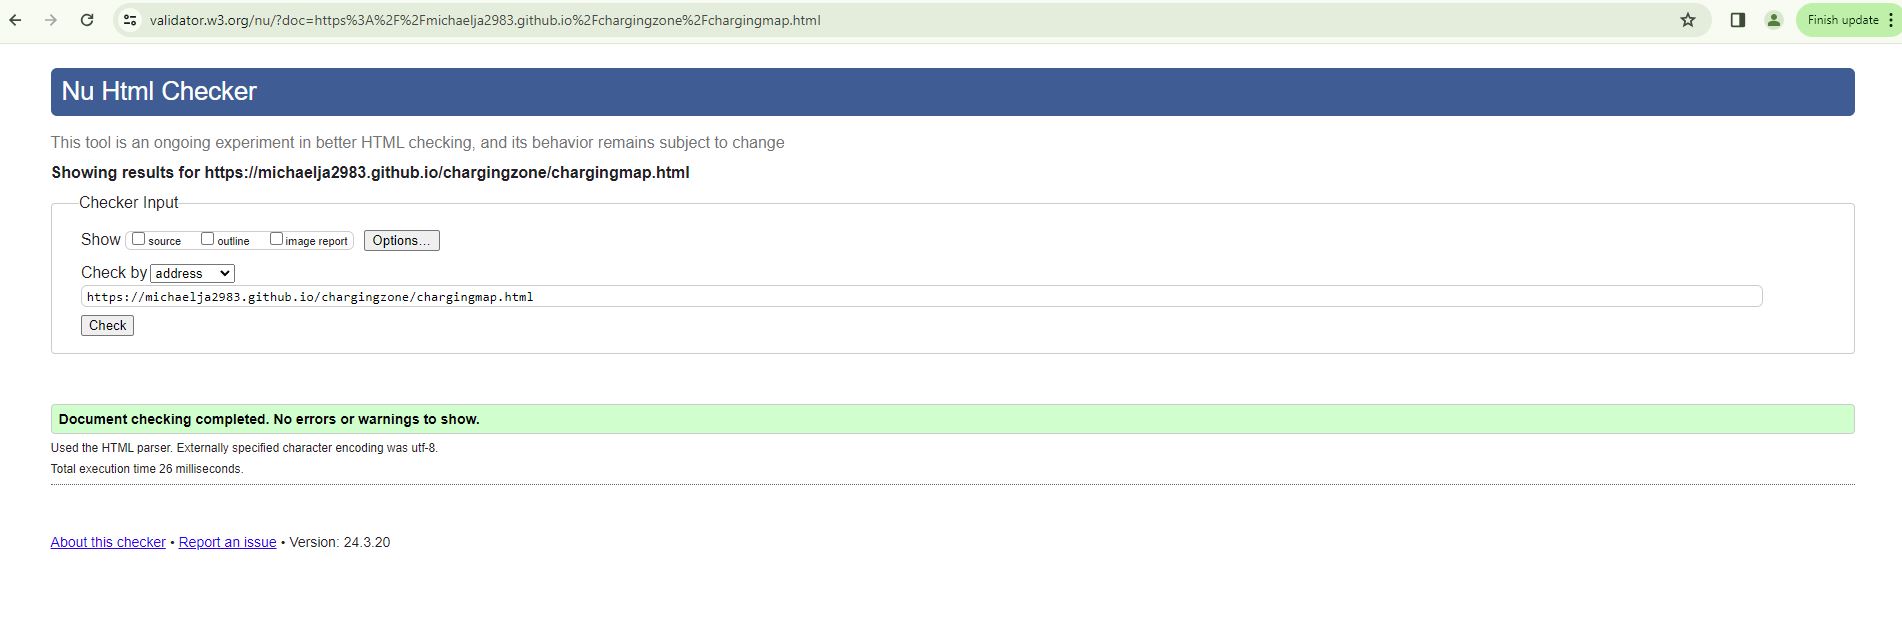 validator.w3.org/nu/?doc=https%3A%2F%2Fmichaelja2983.github.io%2Fchargingzone%2Fchargingmap.html
Finish update
Nu Html Checker
This tool is an ongoing experiment in better HTML checking, and its behavior remains subject to change
Showing results for https://michaelja2983.github.io/chargingzone/chargingmap.html
Checker Input
Show source outline image report Options...
Check by address
https://michaelja2983.github.io/chargingzone/chargingmap.html
Check
Document checking completed. No errors or warnings to show.
Used the HTML parser. Externally specified character encoding was utf-8.
Total execution time 26 milliseconds.
About this checker • Report an issue • Version: 24.3.20